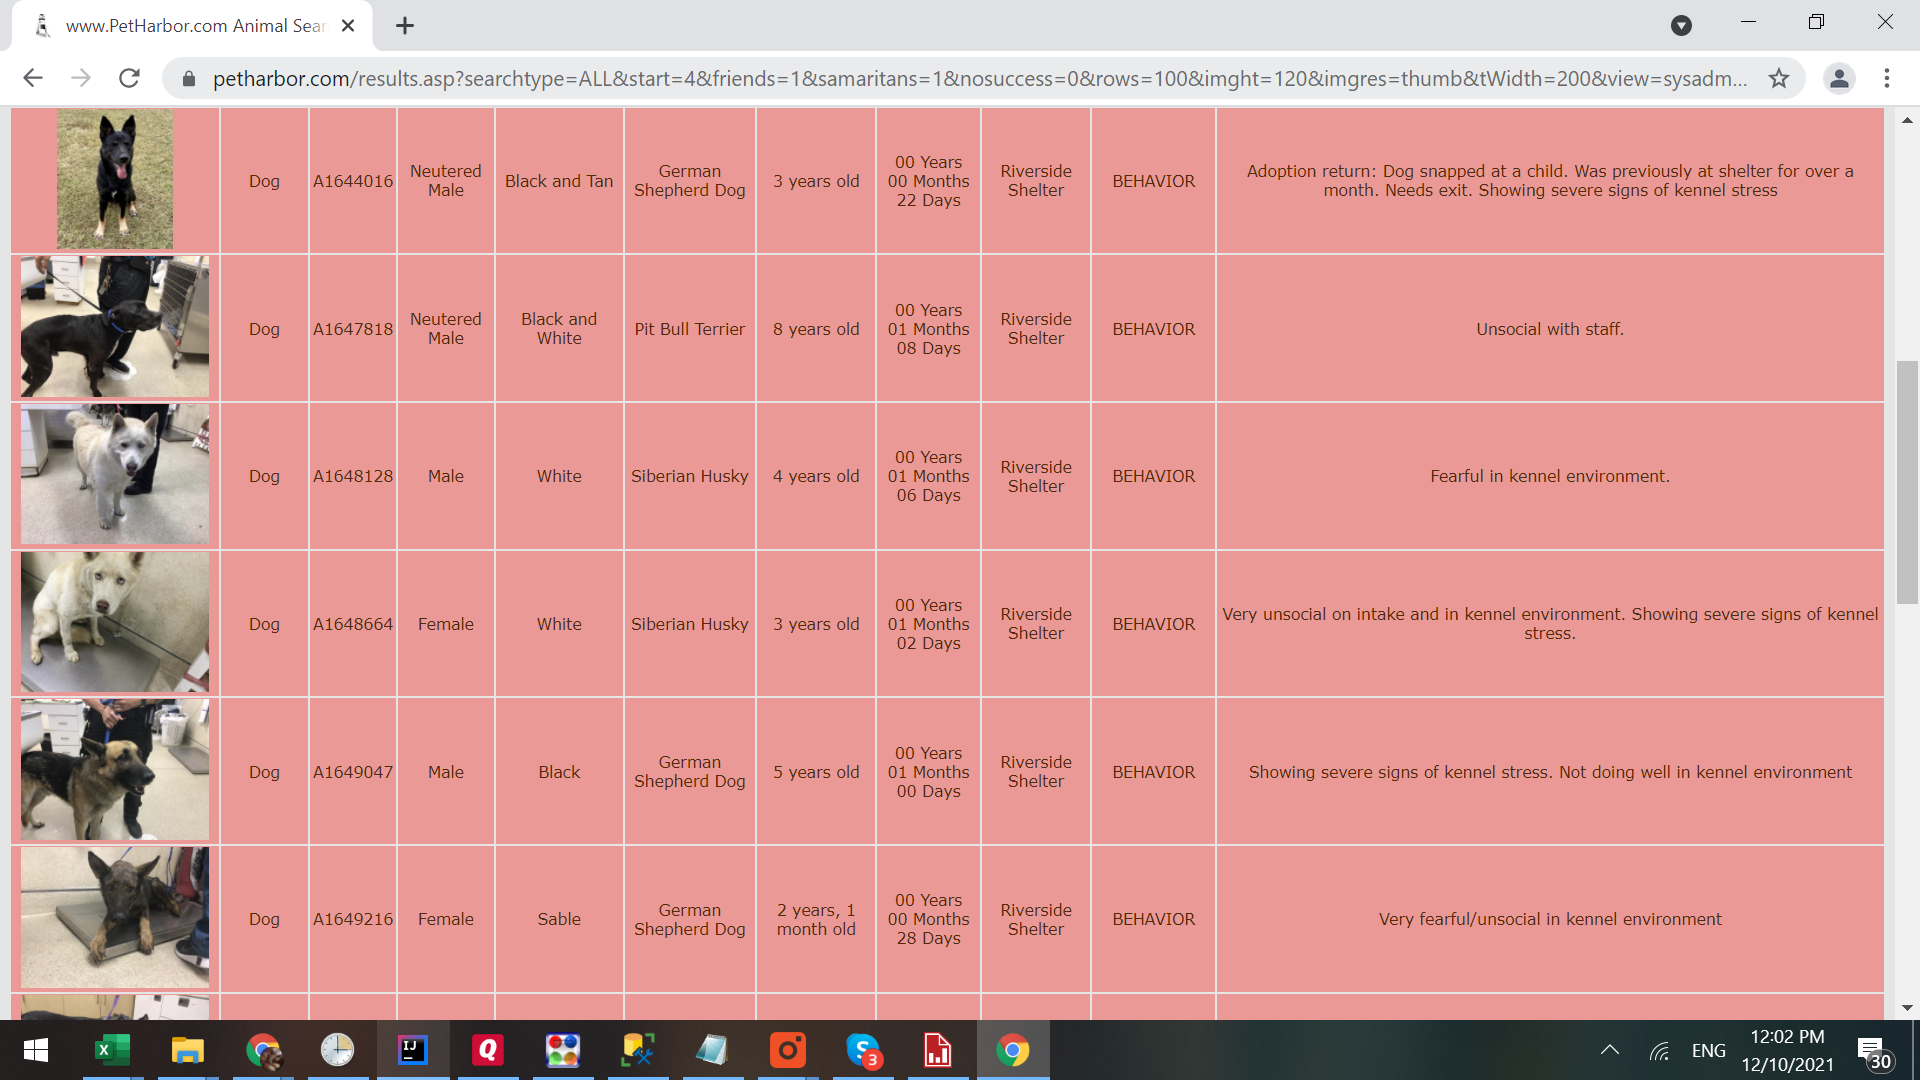 www.PetHarbor.com Animal Sear
petharbor.com/results.asp?searchtype=ALL&start=4&friends=1&samaritans=1&nosuccess=0&rows=100&imght=120&imgres=thumb&tWidth=200&view=sysadm...
Dog
A1644016
Neutered
Male
Black and Tan
German
Shepherd Dog
3 years old
00 Years
00 Months
22 Days
Riverside
Shelter
BEHAVIOR
Adoption return: Dog snapped at a child. Was previously at shelter for over a
month. Needs exit. Showing severe signs of kennel stress
Dog
A1647818
Neutered
Male
Black and
White
Pit Bull Terrier
8 years old
00 Years
01 Months
08 Days
Riverside
Shelter
BEHAVIOR
Unsocial with staff.
Dog
A1648128
Male
White
Siberian Husky
4 years old
00 Years
01 Months
06 Days
Riverside
Shelter
BEHAVIOR
Fearful in kennel environment.
Dog
A1648664
Female
White
Siberian Husky
3 years old
00 Years
01 Months
02 Days
Riverside
Shelter
BEHAVIOR
Very unsocial on intake and in kennel environment. Showing severe signs of kennel
stress.
Dog
A1649047
Male
Black
German
Shepherd Dog
5 years old
00 Years
01 Months
00 Days
Riverside
Shelter
BEHAVIOR
Showing severe signs of kennel stress. Not doing well in kennel environment
Dog
A1649216
Female
Sable
German
Shepherd Dog
2 years, 1
month old
00 Years
00 Months
28 Days
Riverside
Shelter
BEHAVIOR
Very fearful/unsocial in kennel environment
X
IJ
Q
S
3
ENG
12:02 PM
12/10/2021
30